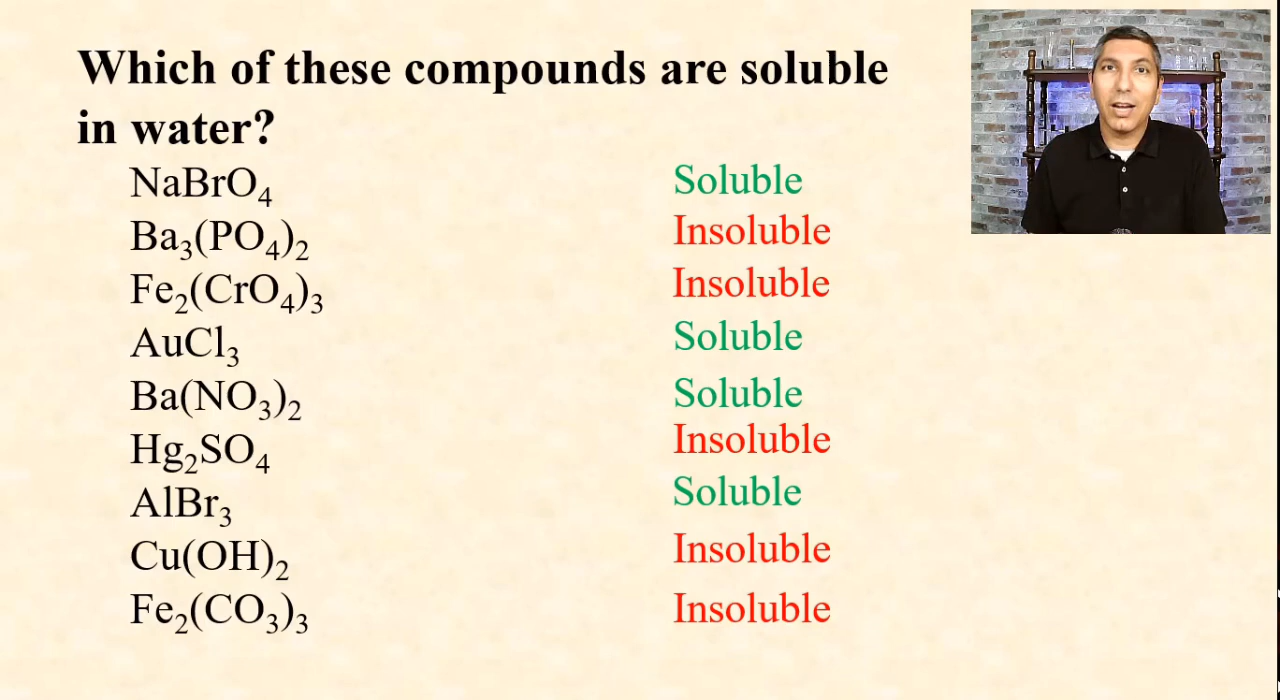 Which of these compounds are soluble
in water?
NaBrO₄ Soluble
Ba₃(PO₄)₂ Insoluble
Fe₂(CrO₄)₃ Insoluble
AuCl₃ Soluble
Ba(NO₃)₂ Soluble
Hg₂SO₄ Insoluble
AlBr₃ Soluble
Cu(OH)₂ Insoluble
Fe₂(CO₃)₃ Insoluble